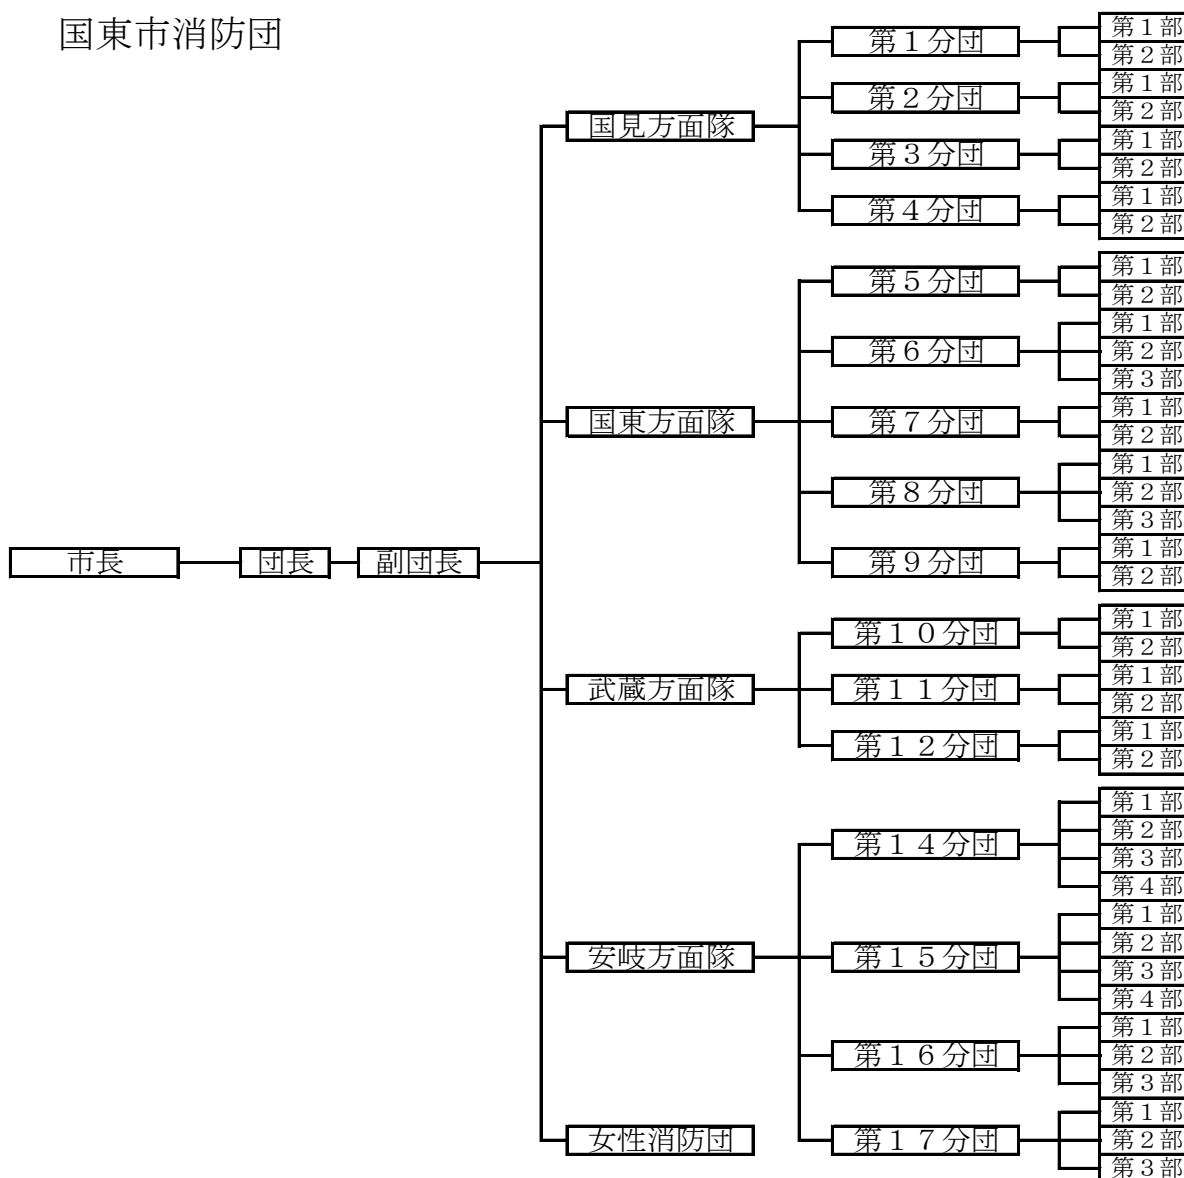 国東市消防団
市長
団長
副団長
国見方面隊
第１分団
第１部
第２部
第２分団
第１部
第２部
第３分団
第１部
第２部
第４分団
第１部
第２部
国東方面隊
第５分団
第１部
第２部
第６分団
第１部
第２部
第３部
第７分団
第１部
第２部
第８分団
第１部
第２部
第３部
第９分団
第１部
第２部
武蔵方面隊
第１０分団
第１部
第２部
第１１分団
第１部
第２部
第１２分団
第１部
第２部
安岐方面隊
第１４分団
第１部
第２部
第３部
第４部
第１５分団
第１部
第２部
第３部
第４部
第１６分団
第１部
第２部
第３部
第１７分団
第１部
第２部
第３部
女性消防団